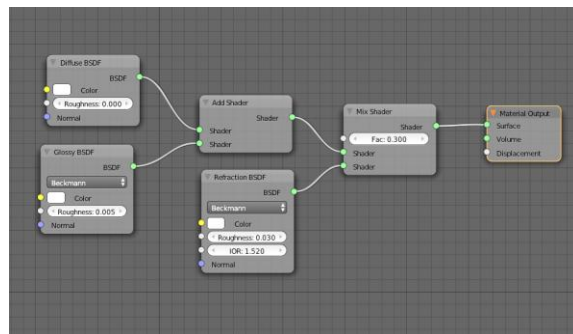 Diffuse BSDF
BSDF
Color
Roughness: 0.000
Normal
Glossy BSDF
BSDF
Beckmann
Color
Roughness: 0.005
Normal
Add Shader
Shader
Shader
Shader
Refraction BSDF
BSDF
Beckmann
Color
Roughness: 0.030
IOR: 1.520
Normal
Mix Shader
Shader
Fac: 0.300
Shader
Shader
Material Output
Surface
Volume
Displacement